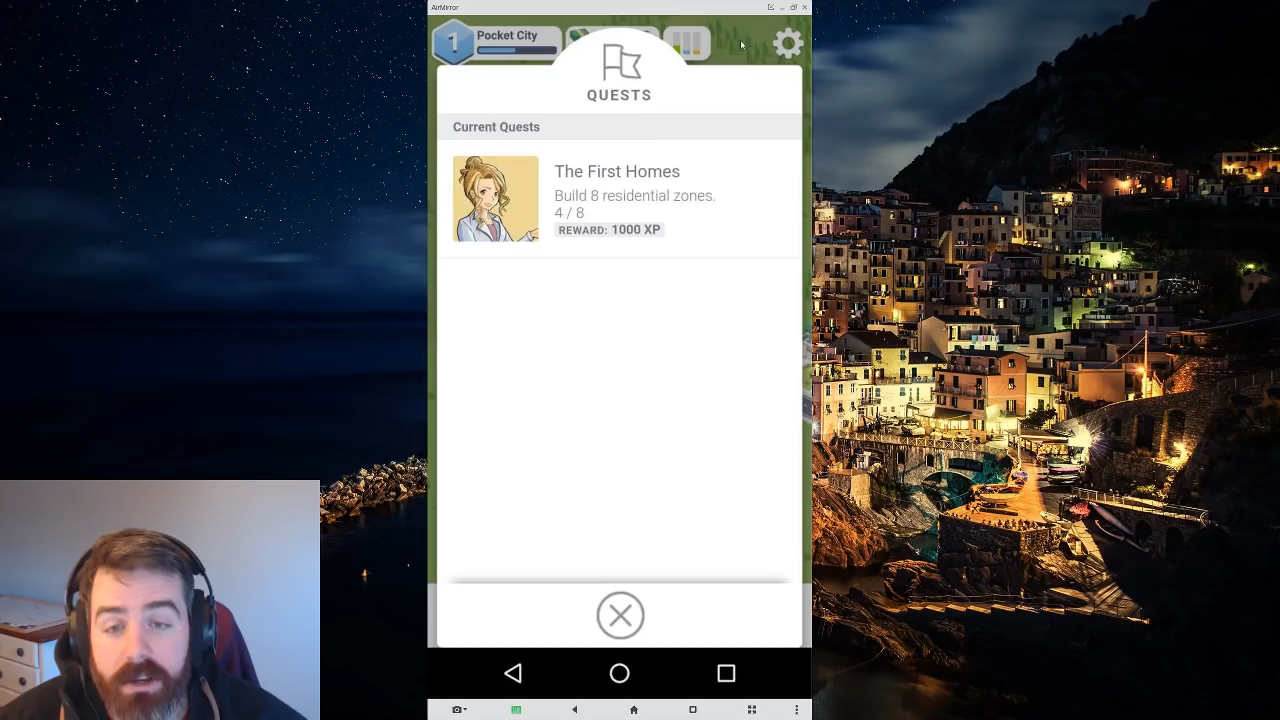 AirMirror
1
Pocket City
QUESTS
Current Quests
The First Homes
Build 8 residential zones.
4 / 8
REWARD: 1000 XP